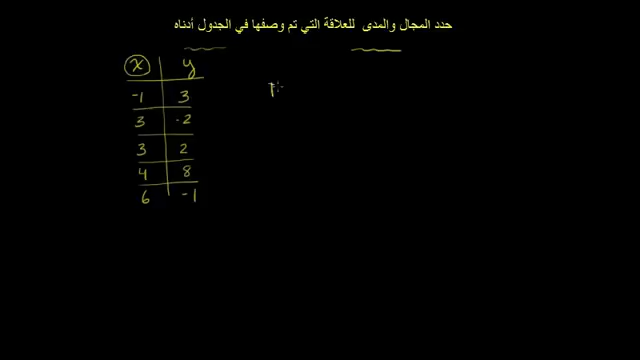 حدد المجال والمدى للعلاقة التي تم وصفها في الجدول أدناه
x y
-1 3
3 -2
3 2
4 8
6 -1